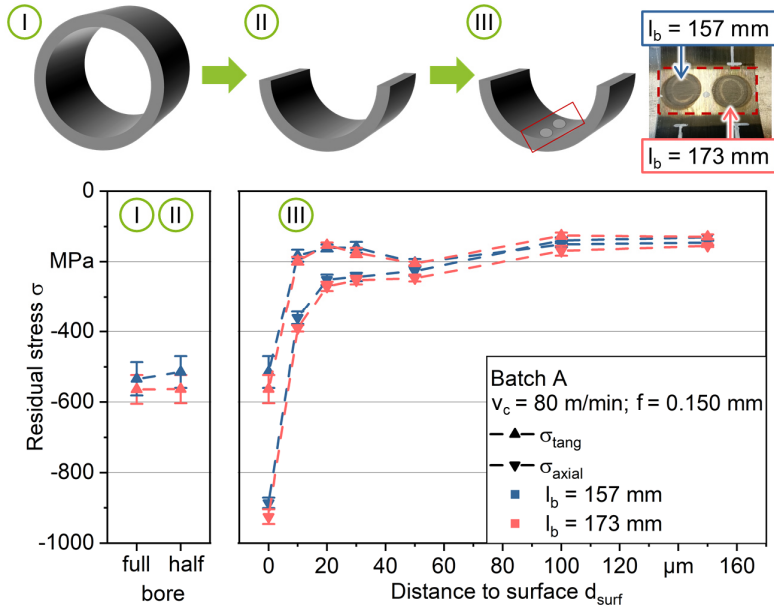 I
II
III
l_b = 157 mm
l_b = 173 mm
0
MPa
-400
-600
-800
-1000
Residual stress σ
I
II
full
half
bore
III
Batch A
v_c = 80 m/min; f = 0.150 mm
σ_tang
σ_axial
l_b = 157 mm
l_b = 173 mm
0
20
40
60
80
100
120
µm
160
Distance to surface d_surf